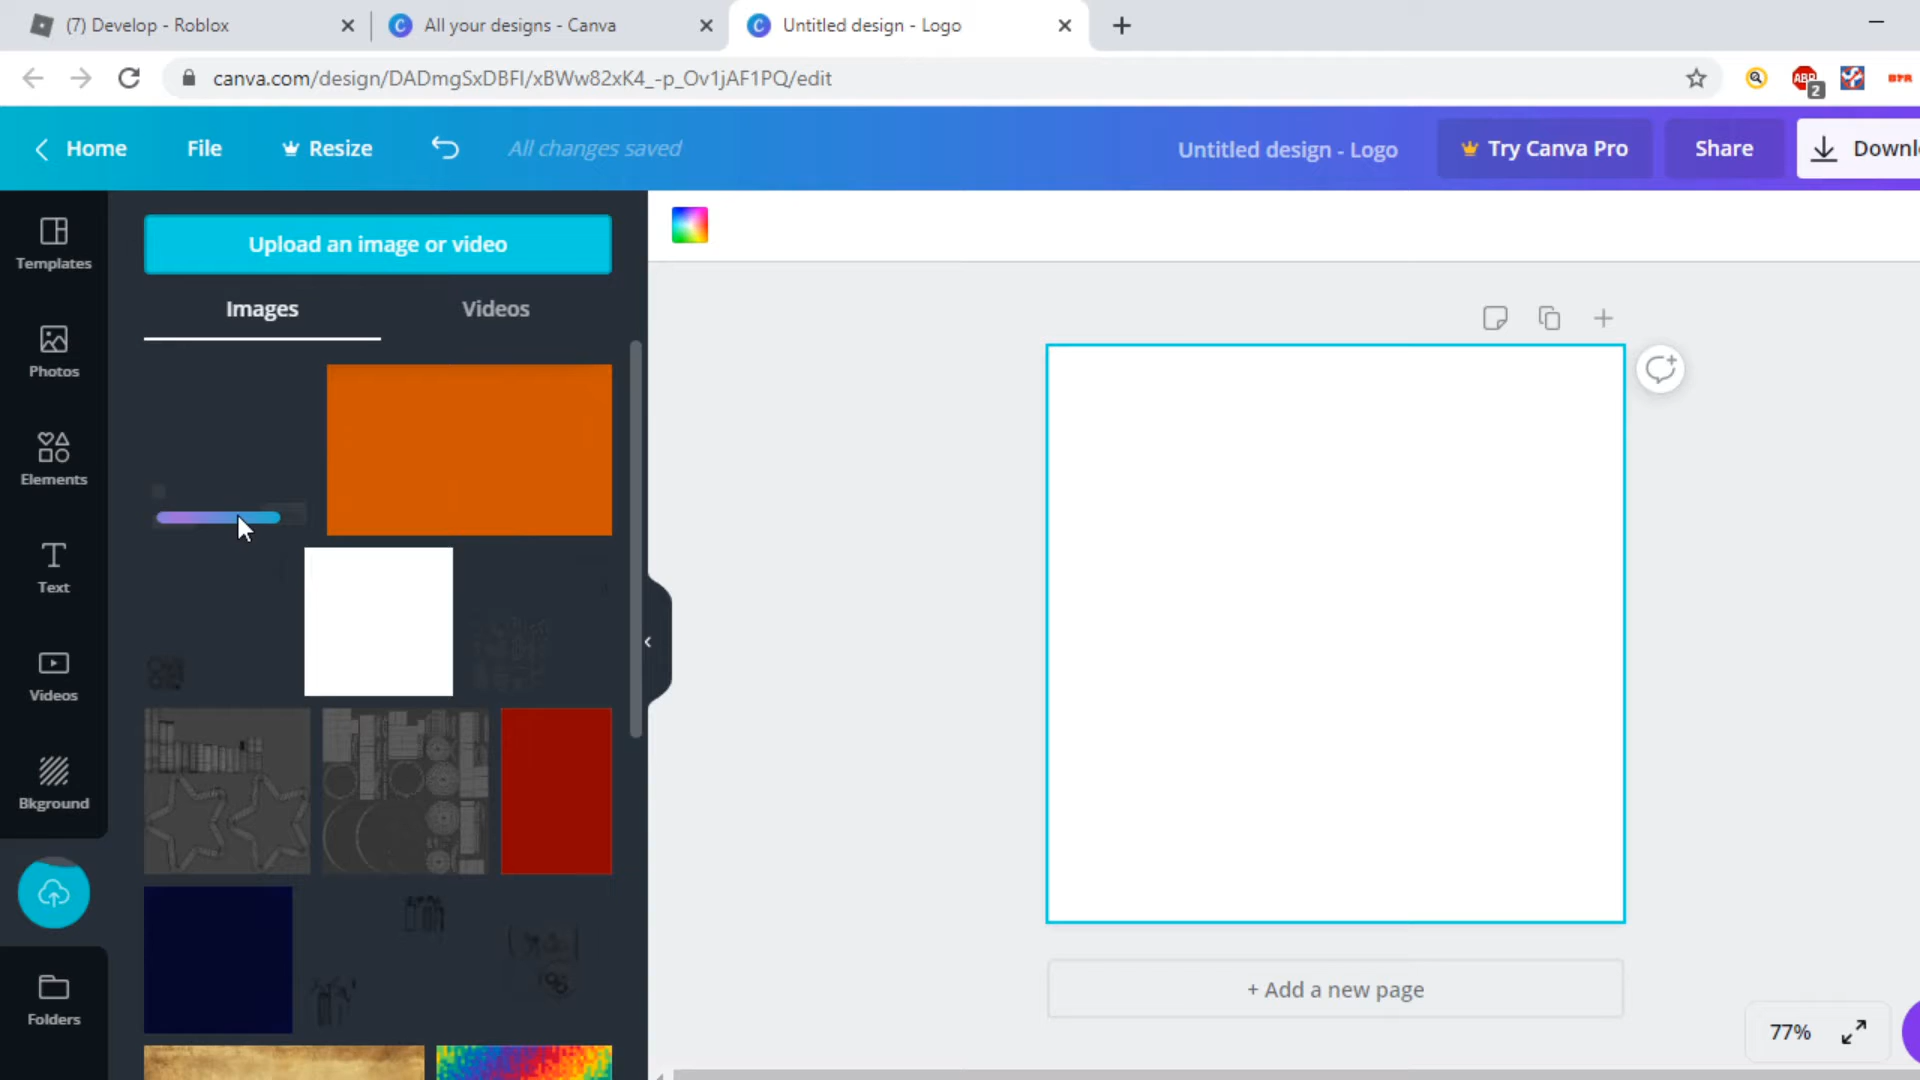 (7) Develop - Roblox
All your designs - Canva
Untitled design - Logo
canva.com/design/DADmgSxDBFI/xBWw82xK4_-p_Ov1jAF1PQ/edit
ABP
2
Home
File
Resize
All changes saved
Untitled design - Logo
Try Canva Pro
Share
Downl
Templates
Photos
Elements
Text
Videos
Bkground
Folders
Upload an image or video
Images
Videos
+ Add a new page
77%